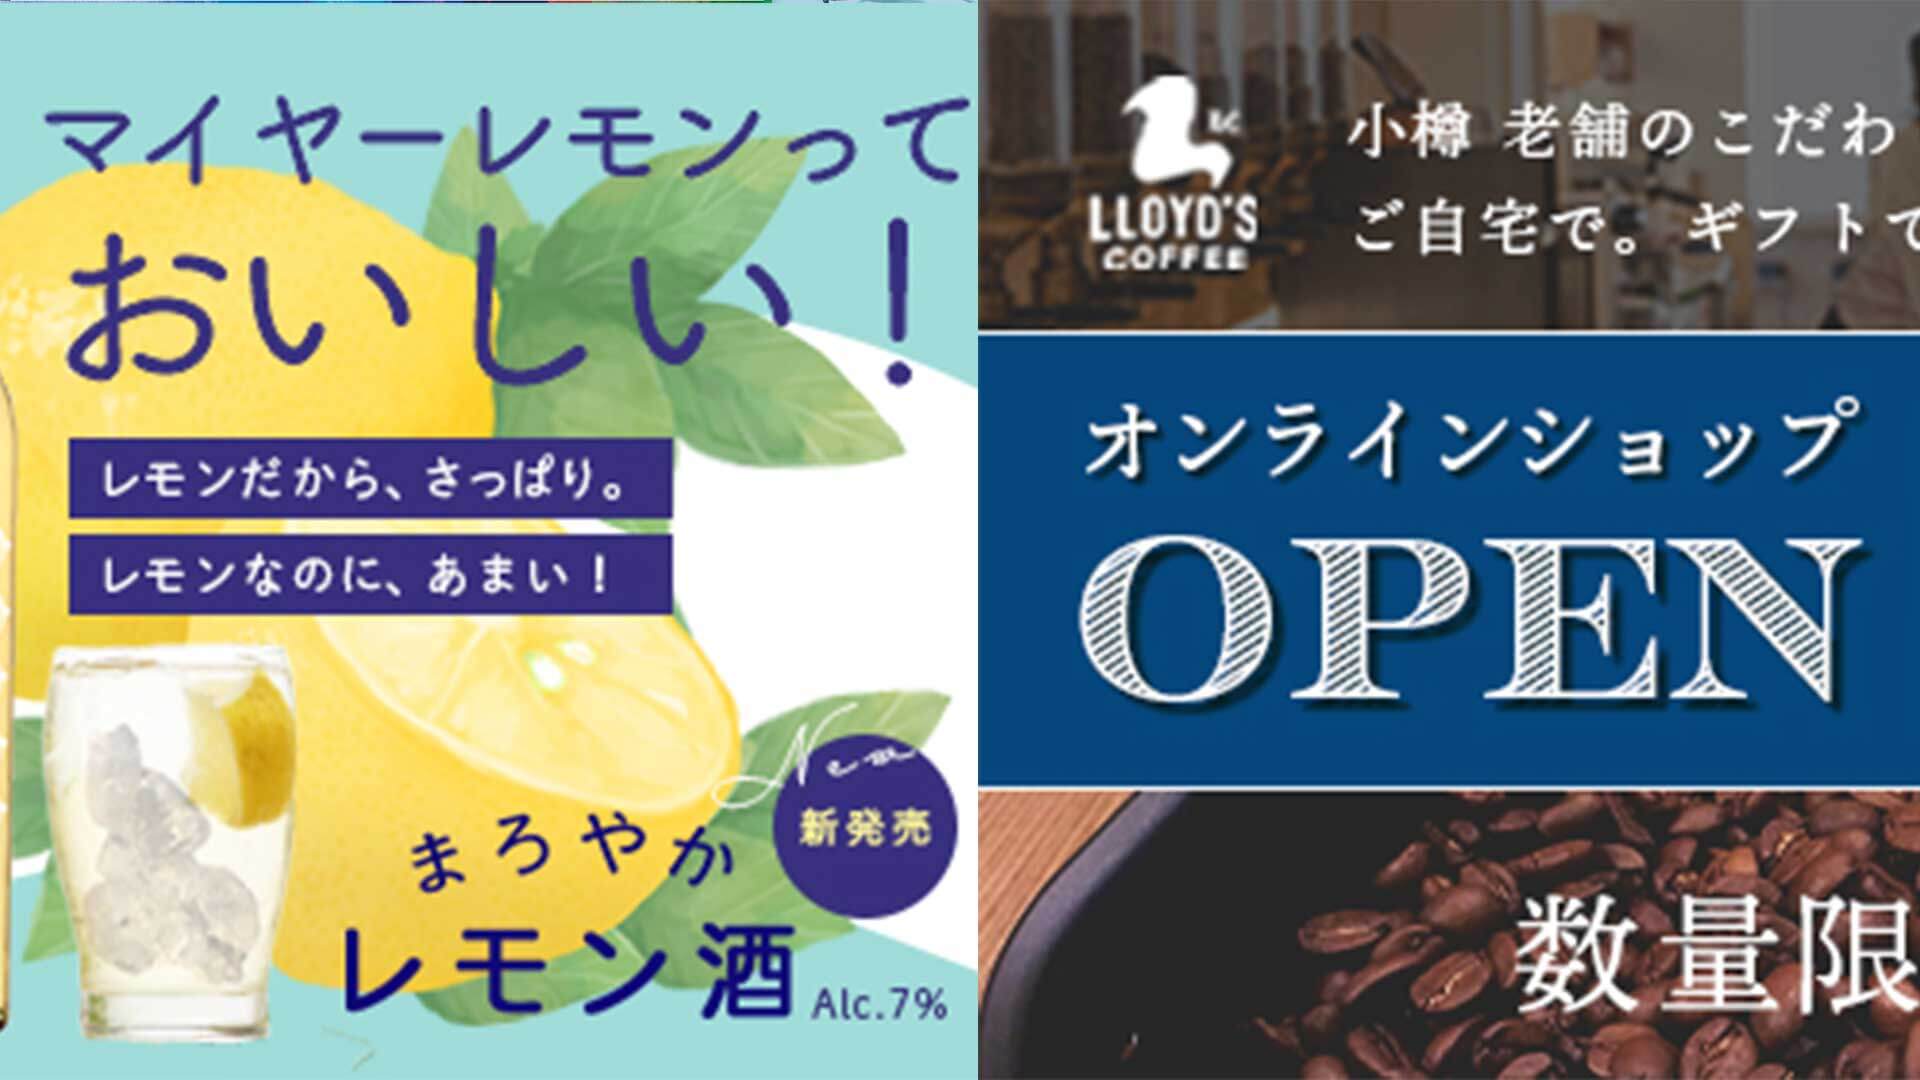 マイヤーレモンって
おいしい！
レモンだから、さっぱり。
レモンなのに、あまい！
New
新発売
まろやか
レモン酒
Alc.7%
LLOYD'S
COFFEE
小樽 老舗のこだわ
ご自宅で。ギフトで
オンラインショップ
OPEN
数量限